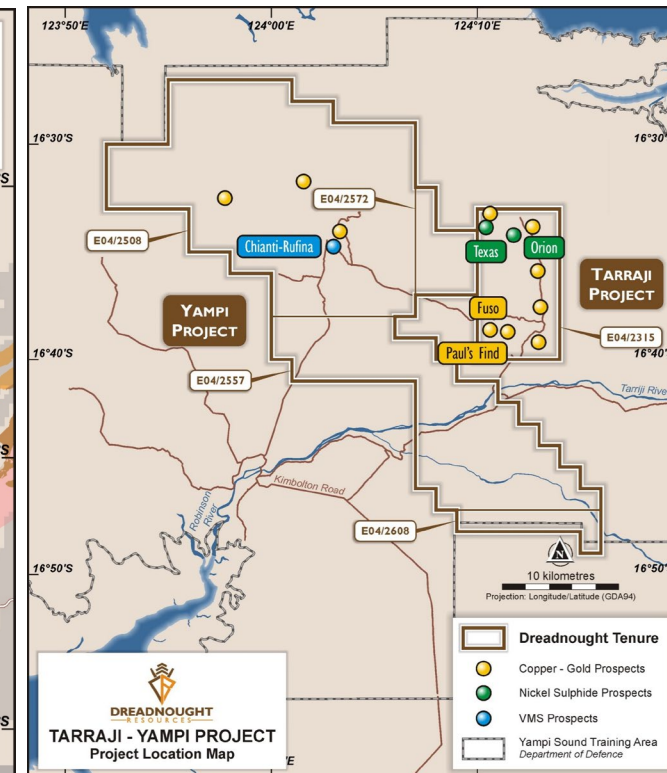 123°50'E
124°00'E
124°10'E
16°30'S
16°30'
E04/2572
E04/2508
Chianti-Rufina
Texas
Orion
YAMPI
PROJECT
TARRAJI
PROJECT
Fuso
E04/2315
16°40'S
Paul's Find
16°40'
E04/2557
Tarriji River
Kimbolton Road
Robinson
River
E04/2608
16°50'S
N
16°50'
10 kilometres
Projection: Longitude/Latitude (GDA94)
DREADNOUGHT
RESOURCES
TARRAJI - YAMPI PROJECT
Project Location Map
Dreadnought Tenure
Copper - Gold Prospects
Nickel Sulphide Prospects
VMS Prospects
Yampi Sound Training Area
Department of Defence